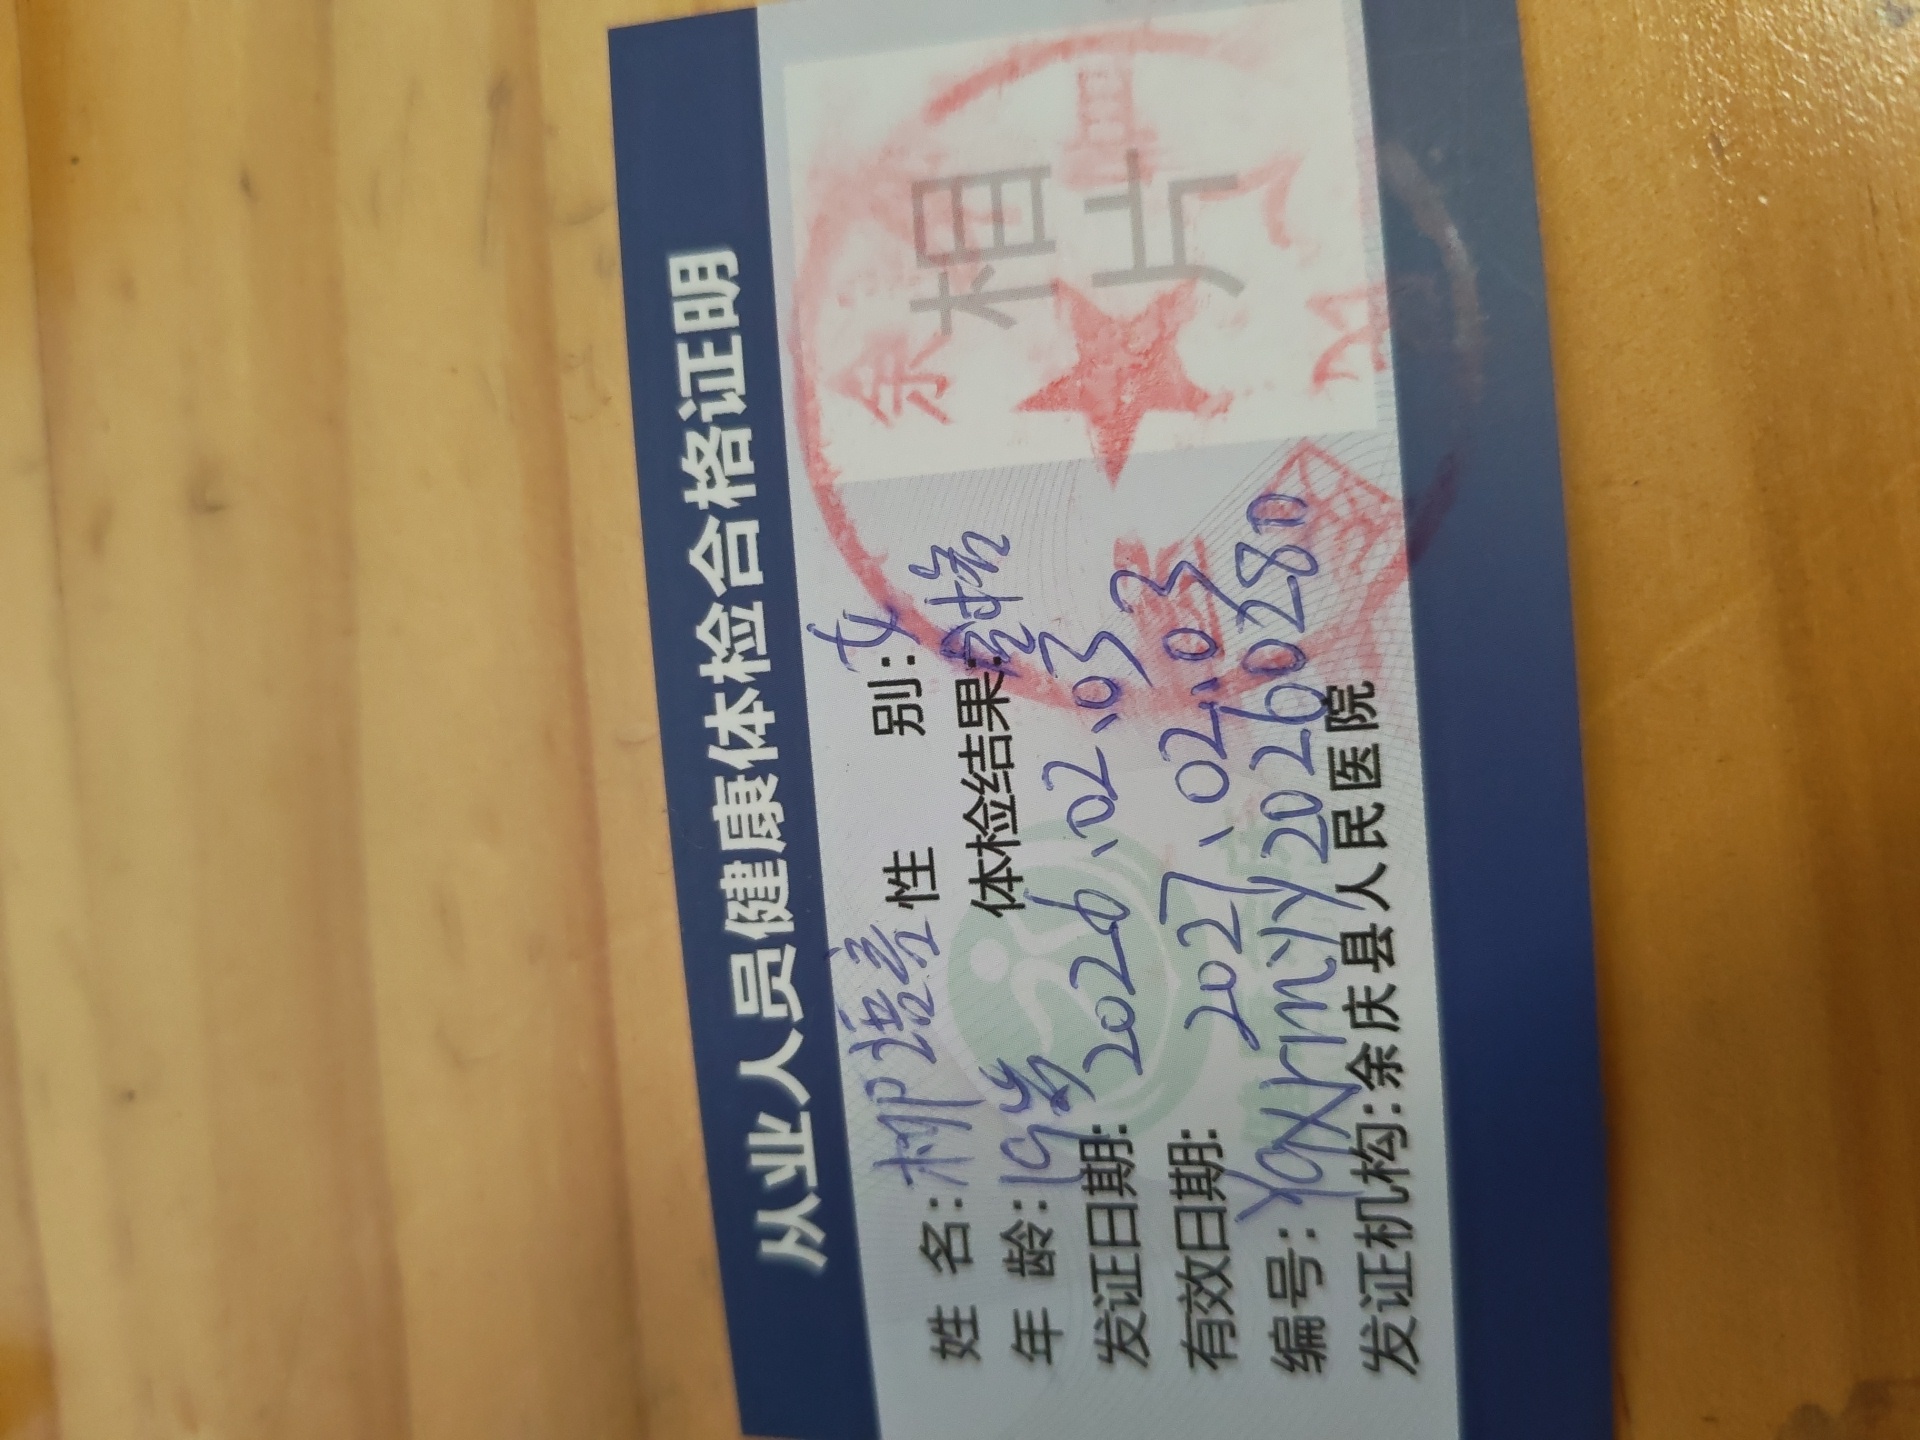 从业人员健康体检合格证明
相片
姓 名: 柳 性 别: 女
年 龄: 19岁 体检结果: 合格
发证日期: 2026.02.03
有效日期: 2027.02.03
编号: Yqxrmyy20260280
发证机构: 余庆县人民医院
余